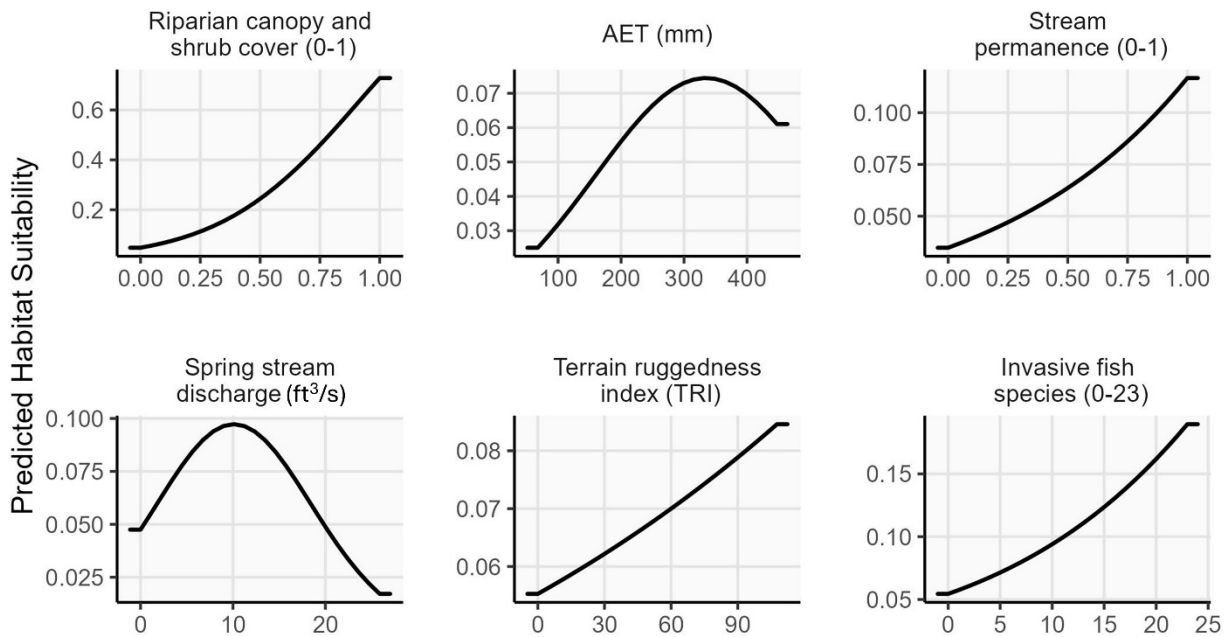 Predicted Habitat Suitability
Riparian canopy and
shrub cover (0-1)
0.6
0.4
0.2
0.00 0.25 0.50 0.75 1.00
AET (mm)
0.07
0.06
0.05
0.04
0.03
100 200 300 400
Stream
permanence (0-1)
0.100
0.075
0.050
0.00 0.25 0.50 0.75 1.00
Spring stream
discharge (ft³/s)
0.100
0.075
0.050
0.025
0 10 20
Terrain ruggedness
index (TRI)
0.08
0.07
0.06
0 30 60 90
Invasive fish
species (0-23)
0.15
0.10
0.05
0 5 10 15 20 25